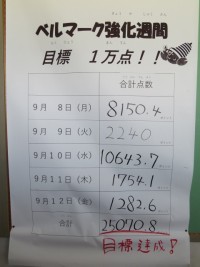 ベルマーク強化週間
目標　1万点！！
合計点数
9月　8日(月) 8150.4
9月　9日(火) 2240
9月10日(水) 10643.7
9月11日(木) 1754.1
9月12日(金) 1282.6
合計 25070.8
目標達成！